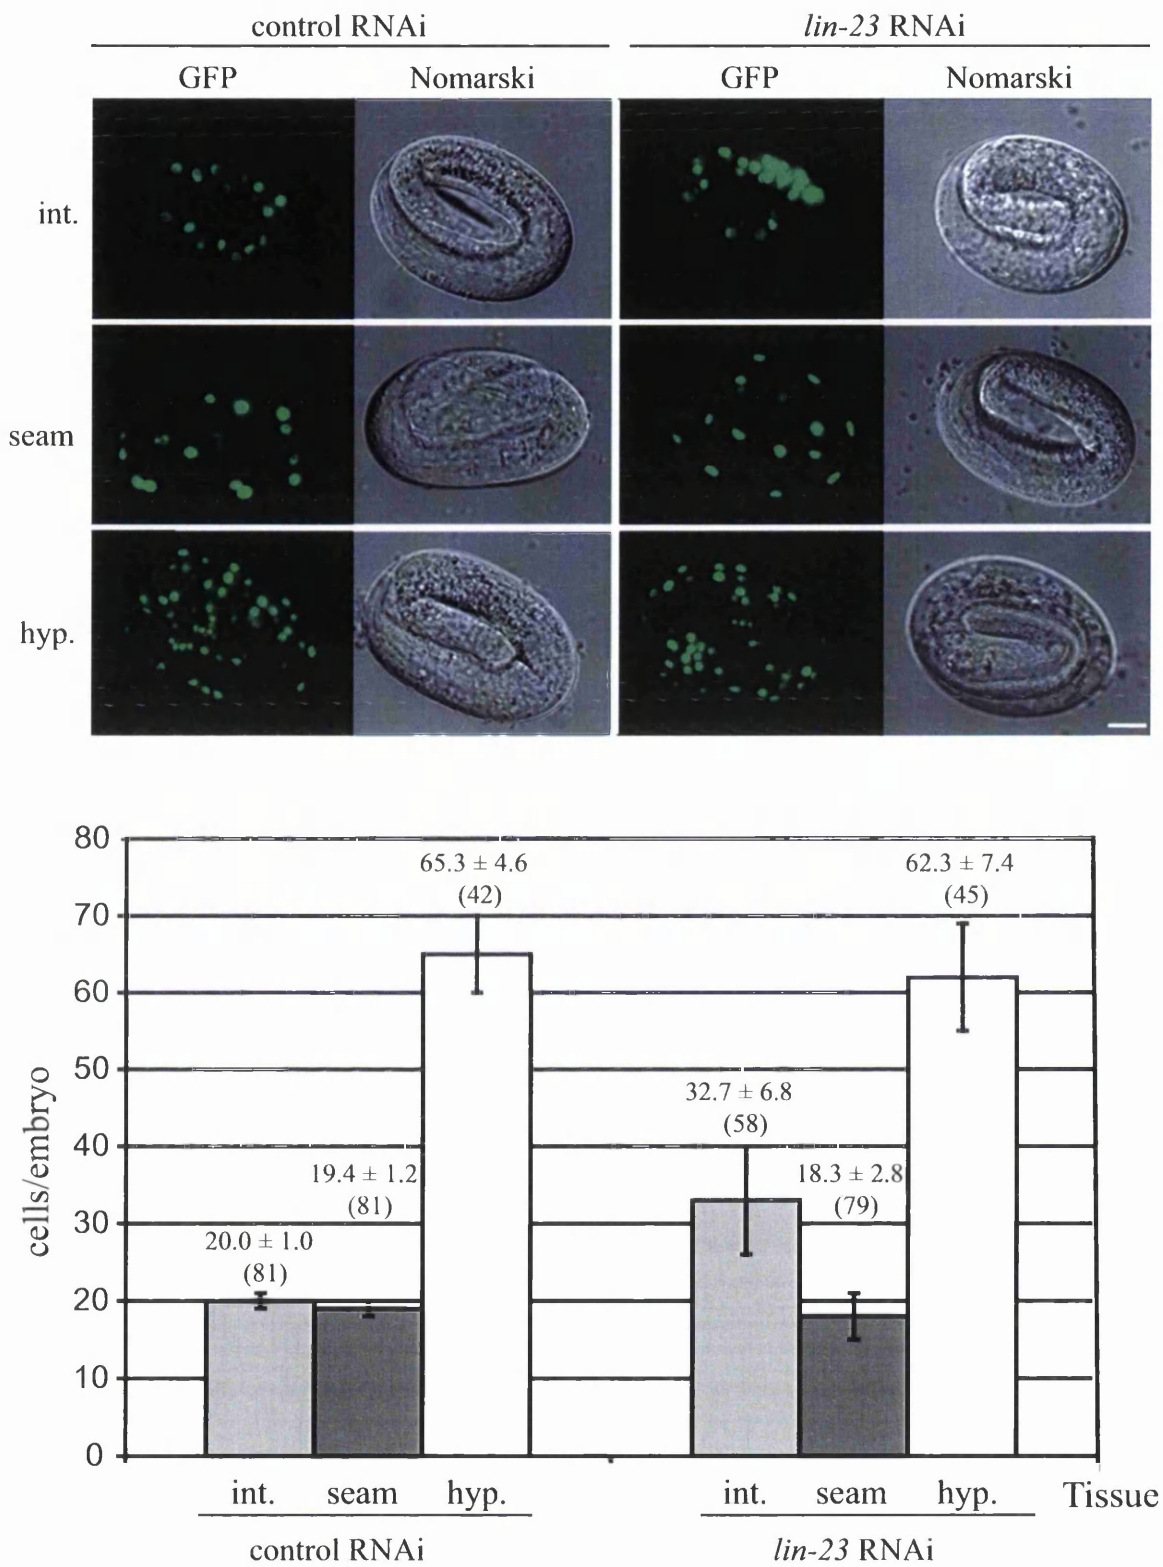 control RNAi lin-23 RNAi
GFP Nomarski GFP Nomarski
int.
seam
hyp.
80
70
60
50
40
30
20
10
0
cells/embryo
65.3 ± 4.6
(42)
62.3 ± 7.4
(45)
32.7 ± 6.8
(58)
19.4 ± 1.2
(81)
18.3 ± 2.8
(79)
20.0 ± 1.0
(81)
int. seam hyp. int. seam hyp. Tissue
control RNAi lin-23 RNAi